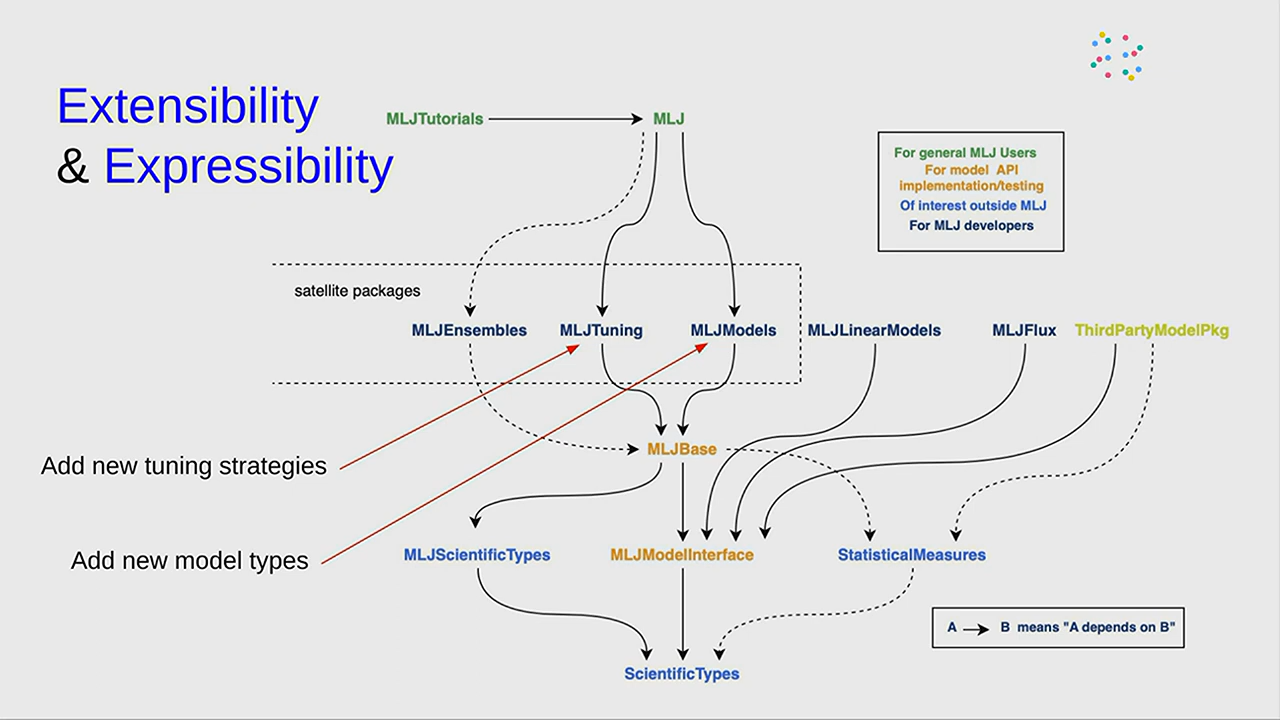 Extensibility
& Expressibility
MLJTutorials
MLJ
For general MLJ Users
For model API
implementation/testing
Of interest outside MLJ
For MLJ developers
satellite packages
MLJEnsembles
MLJTuning
MLJModels
MLJLinearModels
MLJFlux
ThirdPartyModelPkg
Add new tuning strategies
MLJBase
Add new model types
MLJScientificTypes
MLJModelInterface
StatisticalMeasures
A B means "A depends on B"
ScientificTypes